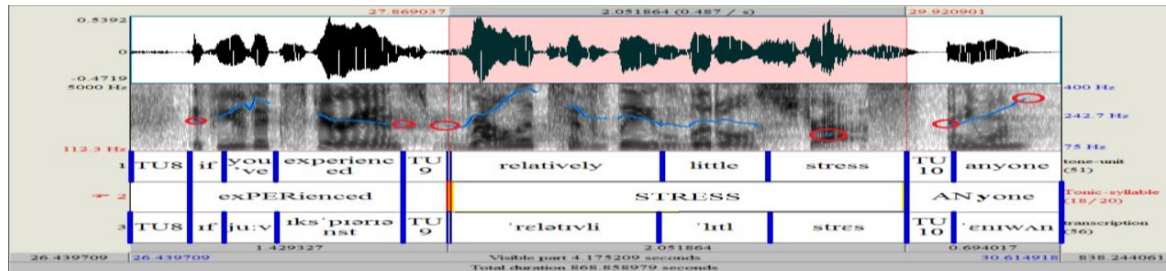 27.869037 2.051864 (0.487 / s) 29.920901
0.5392
0
-0.4719
5000 Hz 400 Hz
242.7 Hz
112.3 Hz 75 Hz
1 TU8 if you've experienced TU 9 relatively little stress TU 10 anyone tone-unit (51)
2 exPERienced STRESS ANyone Tonic-syllable (18/20)
3 TU8 ɪf juːv ɪksˈpɪərɪənst TU 9 ˈrelətɪvli ˈlɪtl stres TU 10 ˈenɪwʌn transcription (56)
1.429327 2.051864 0.694017
26.439709 26.439709 Visible part 4.175209 seconds 30.614918 838.244061
Total duration 868.858979 seconds